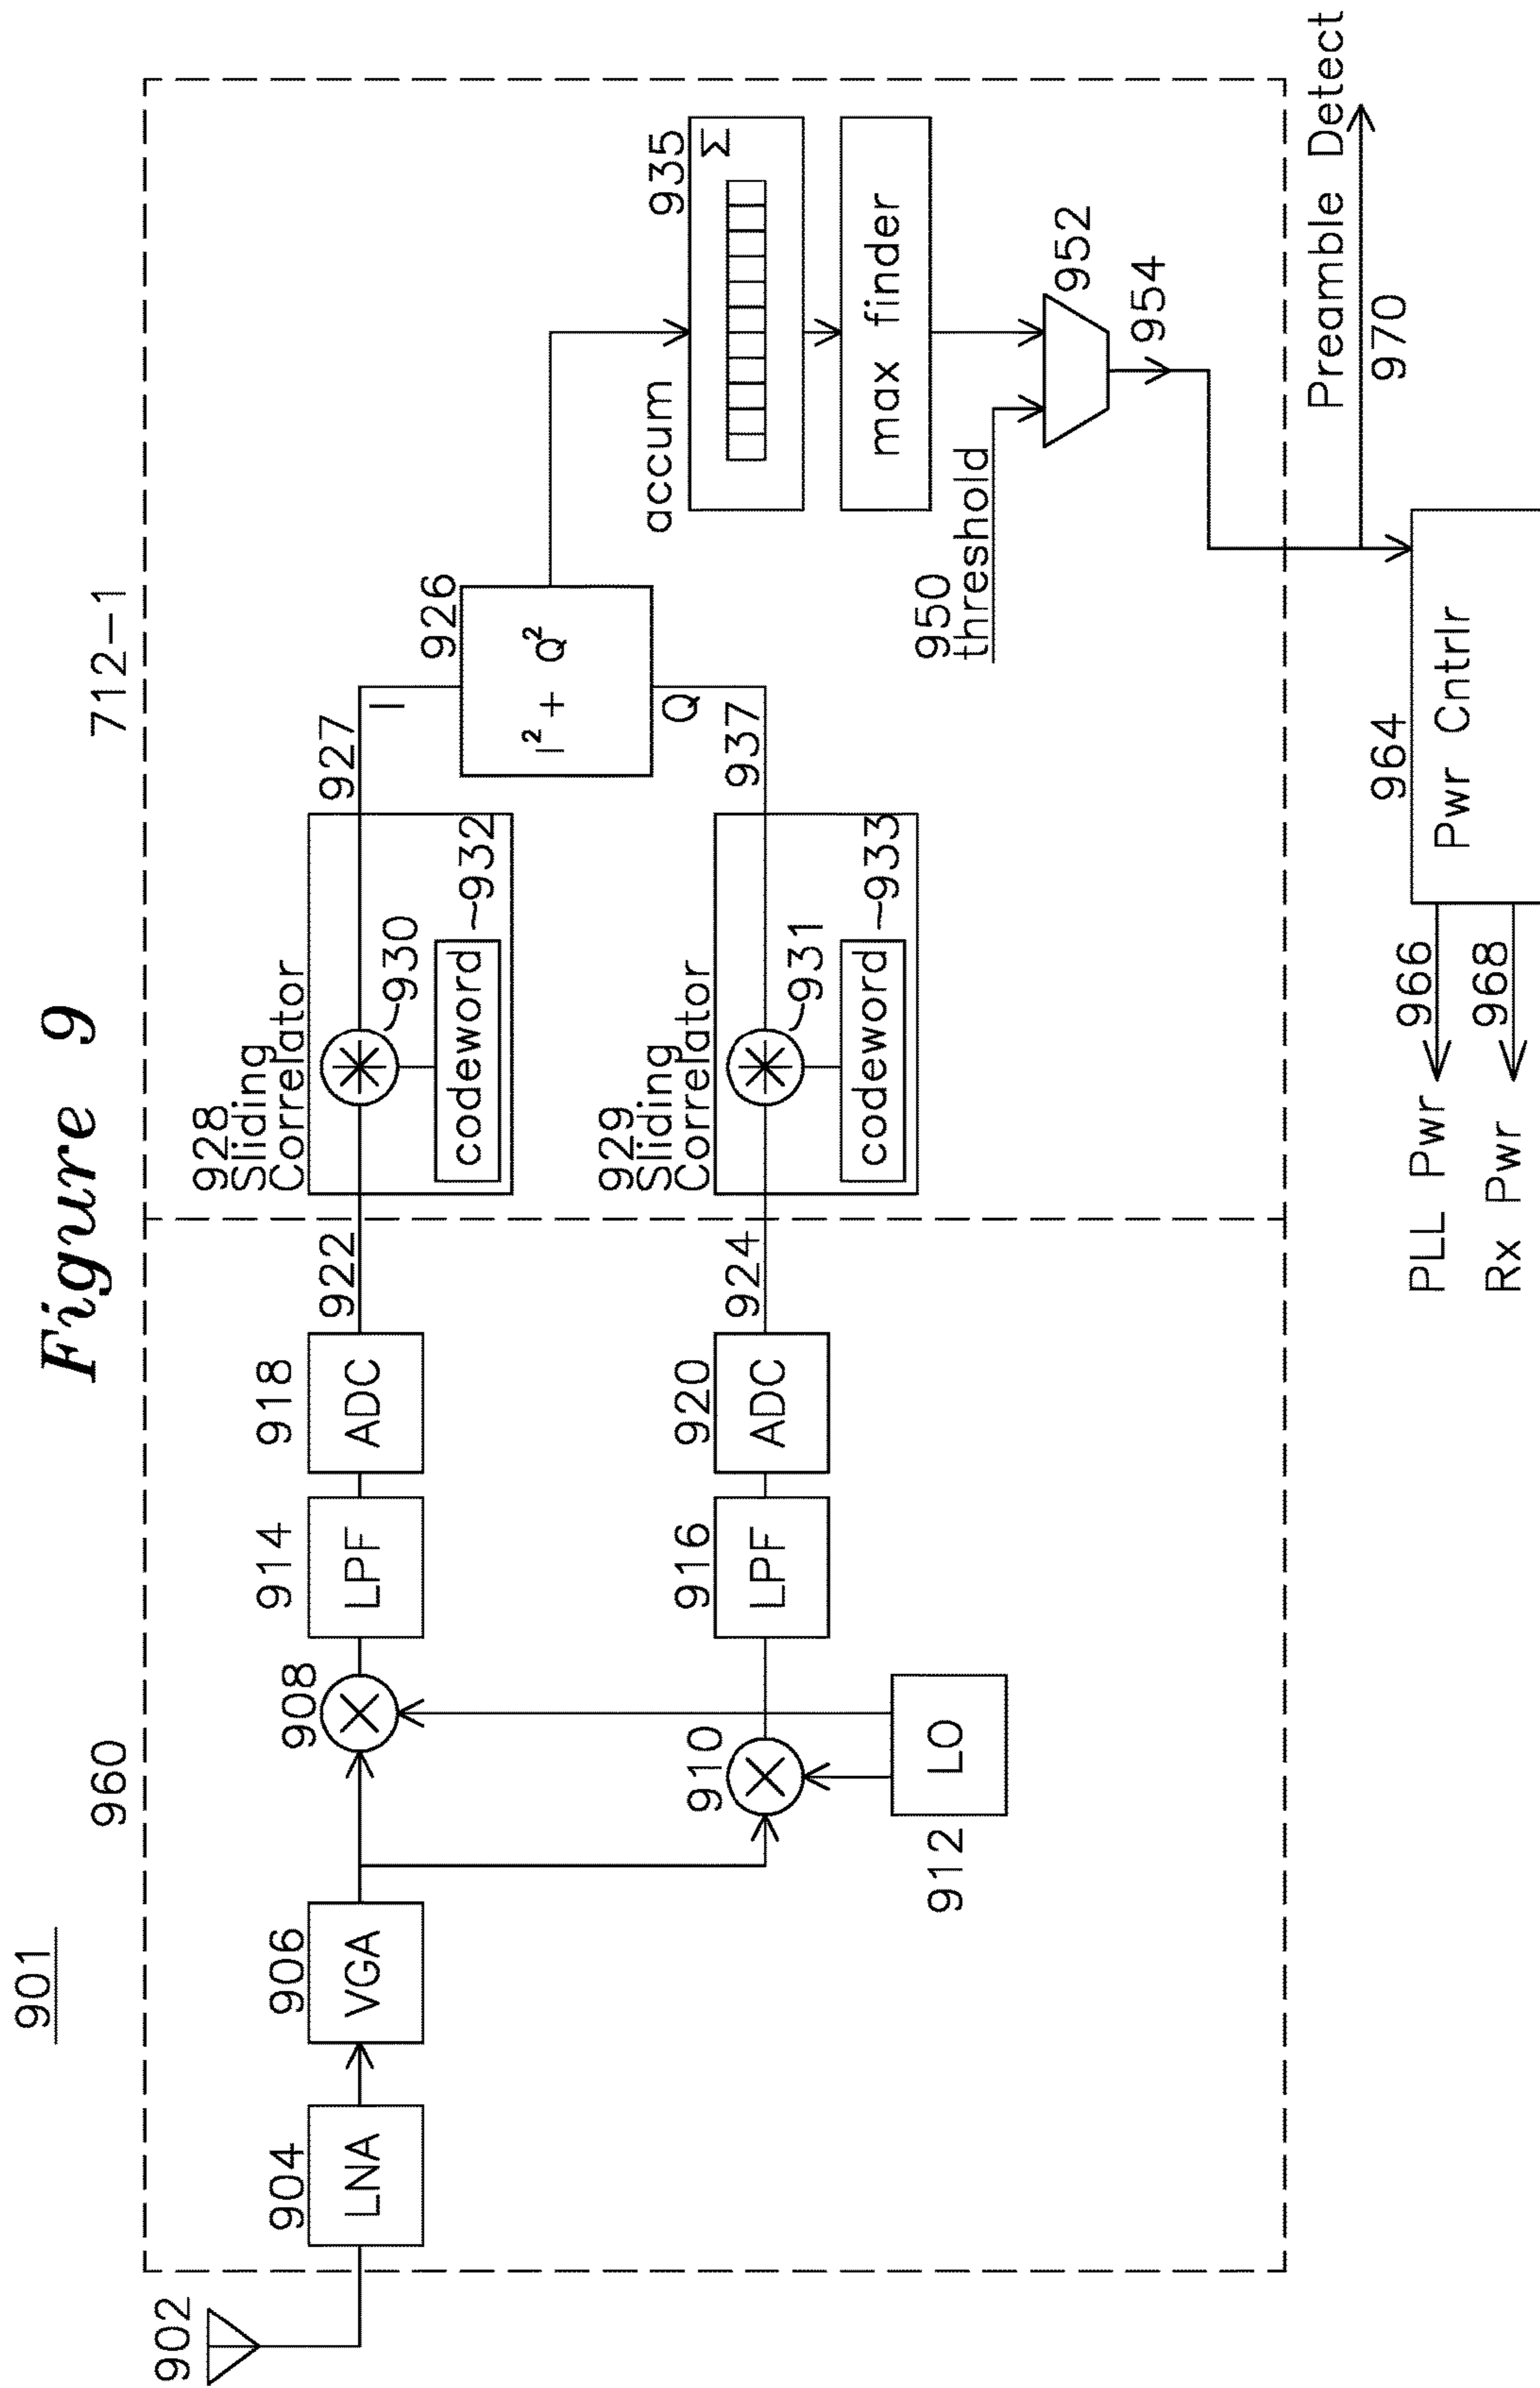 Figure 9
901
960
712-1
902
904
LNA
906
VGA
908
910
912
LO
914
LPF
918
ADC
916
LPF
920
ADC
922
924
928
Sliding
Correlator
930
codeword
932
927
929
Sliding
Correlator
931
codeword
933
937
I
926
I² + Q²
Q
accum
935
Σ
max finder
950
threshold
952
954
Preamble Detect
970
964
Pwr Cntrlr
PLL Pwr
966
Rx Pwr
968